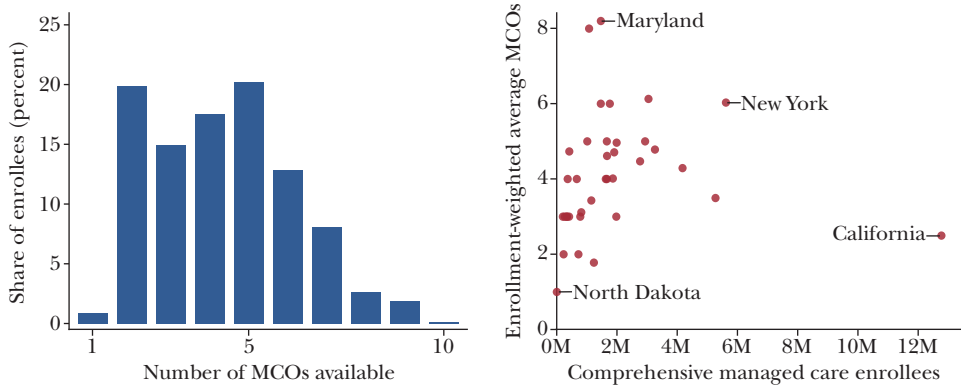 Share of enrollees (percent)
25
20
15
10
5
0
1
5
10
Number of MCOs available
Enrollment-weighted average MCOs
8
6
4
2
0
Maryland
New York
California
North Dakota
0M
2M
4M
6M
8M
10M
12M
Comprehensive managed care enrollees